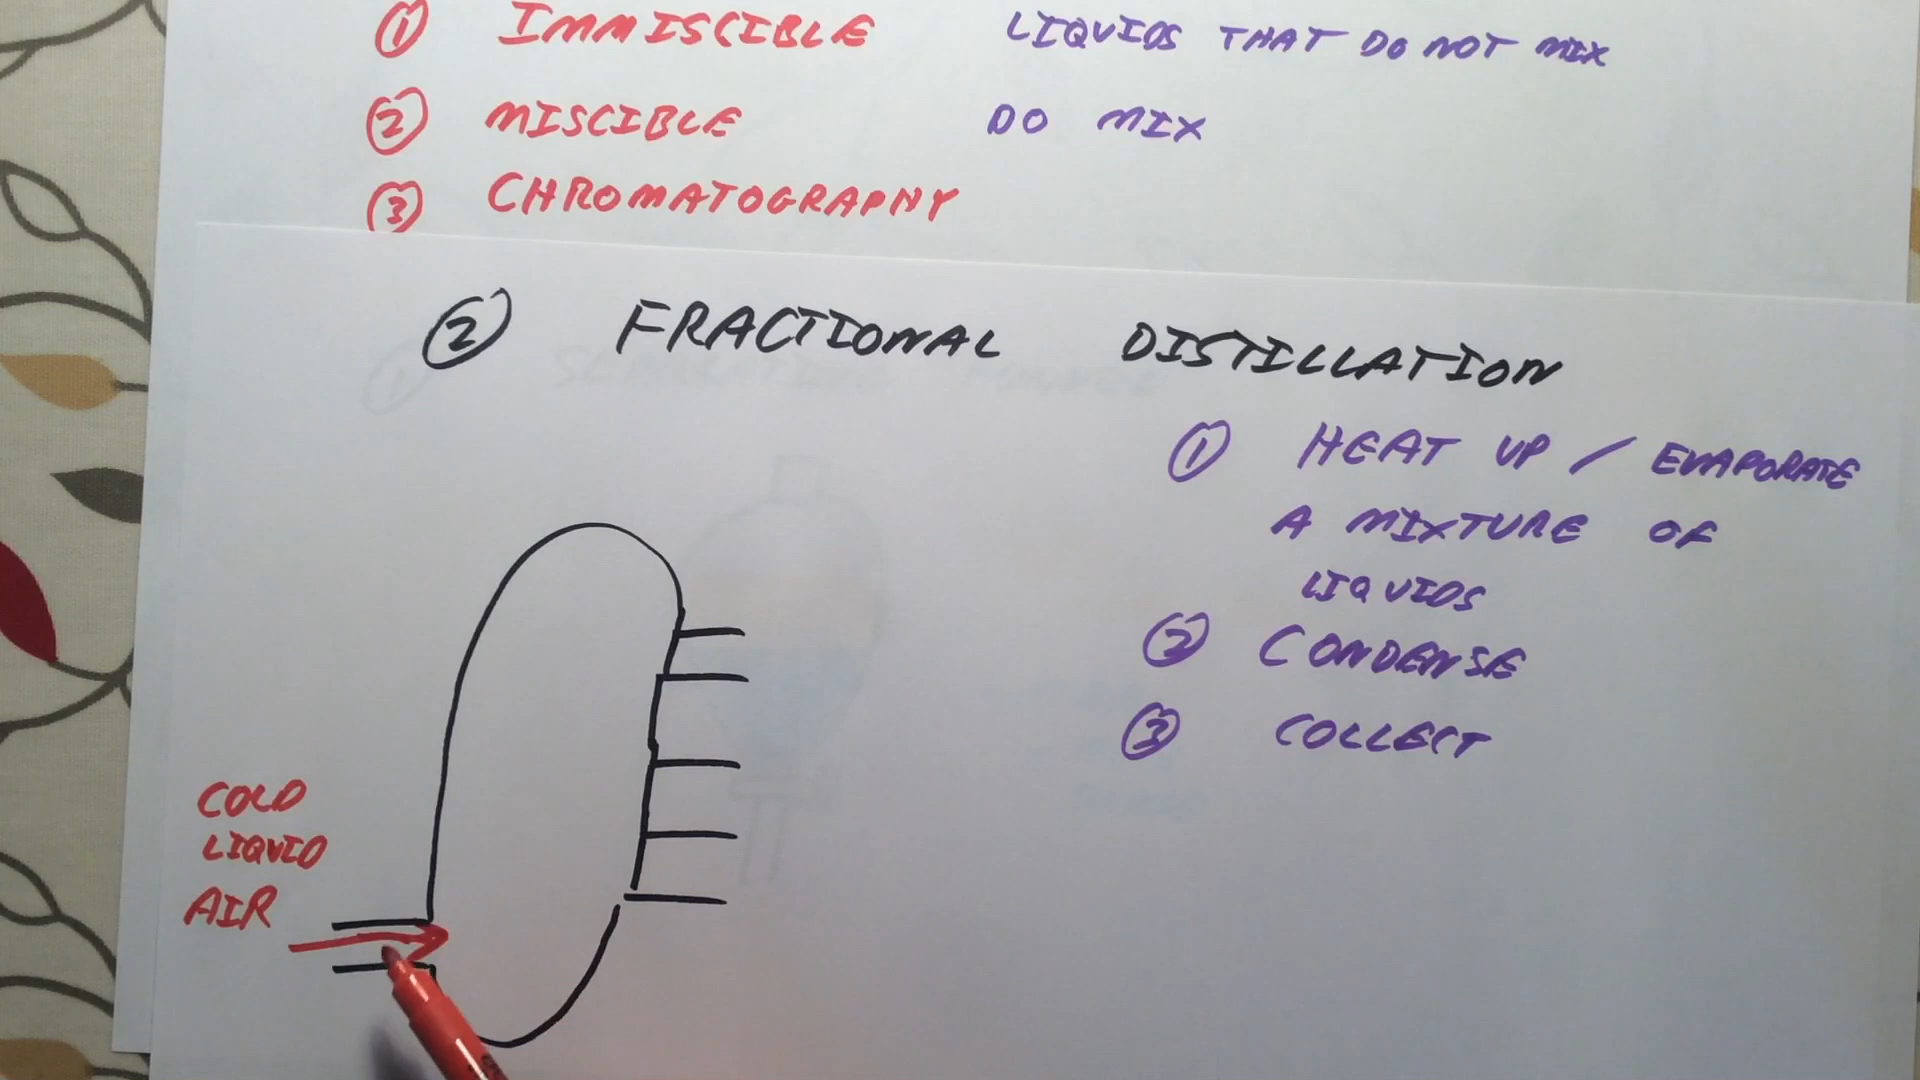 ① IMMISCIBLE LIQUIDS THAT DO NOT MIX
② MISCIBLE DO MIX
③ CHROMATOGRAPHY
② FRACTIONAL DISTILLATION
① HEAT UP / EVAPORATE
A MIXTURE OF
LIQUIDS
② CONDENSE
③ COLLECT
COLD
LIQUID
AIR